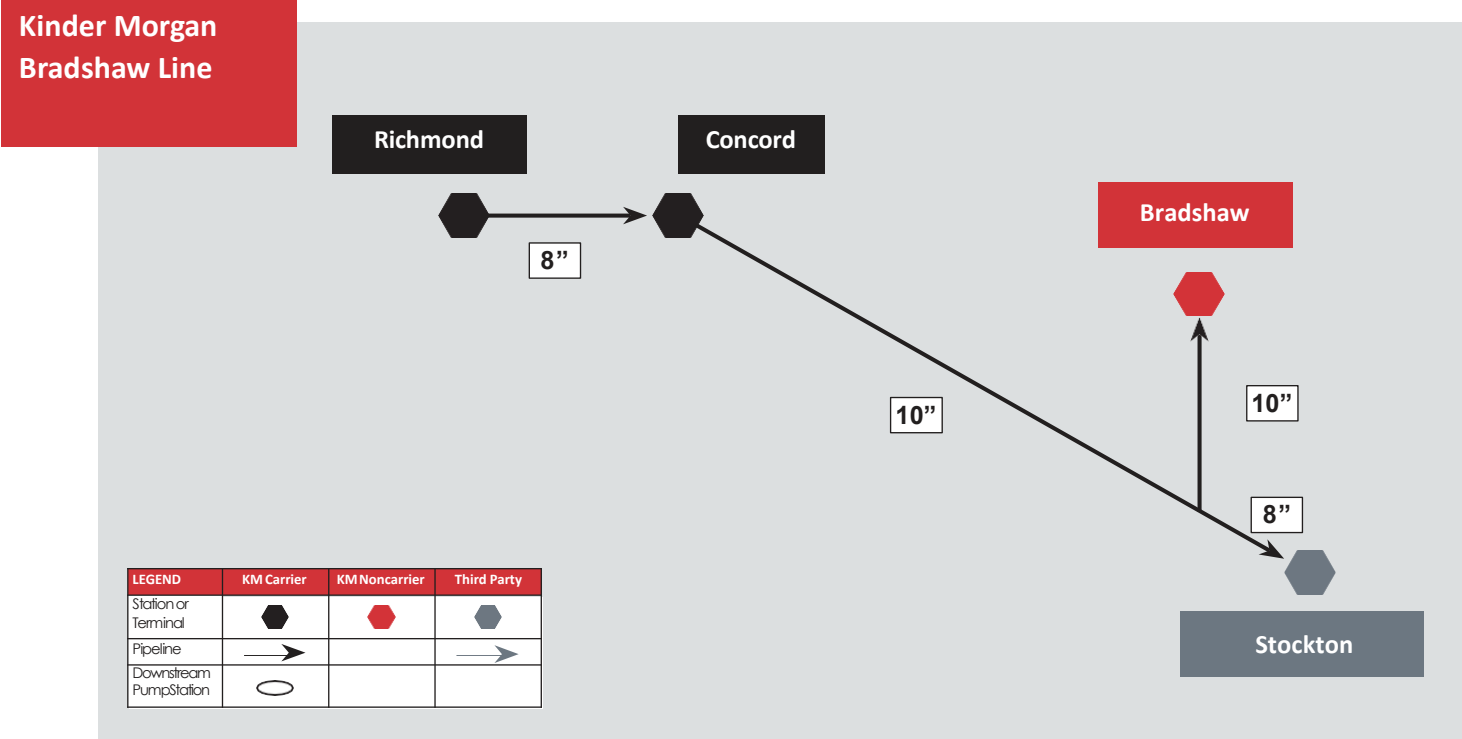 Kinder Morgan
Bradshaw Line
Richmond
Concord
Bradshaw
8”
10”
10”
8”
Stockton
LEGEND KM Carrier KM Noncarrier Third Party
Station or
Terminal
Pipeline
Downstream
PumpStation